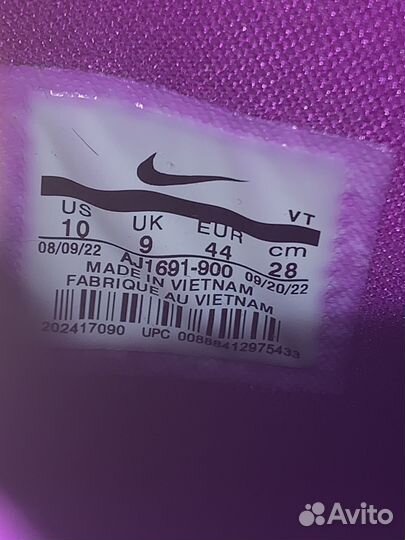 US UK EUR cm VT
10 9 44 28
08/09/22 AJ1691-900 09/20/22
MADE IN VIETNAM
FABRIQUE AU VIETNAM
202417090 UPC 00888412975433
Avito